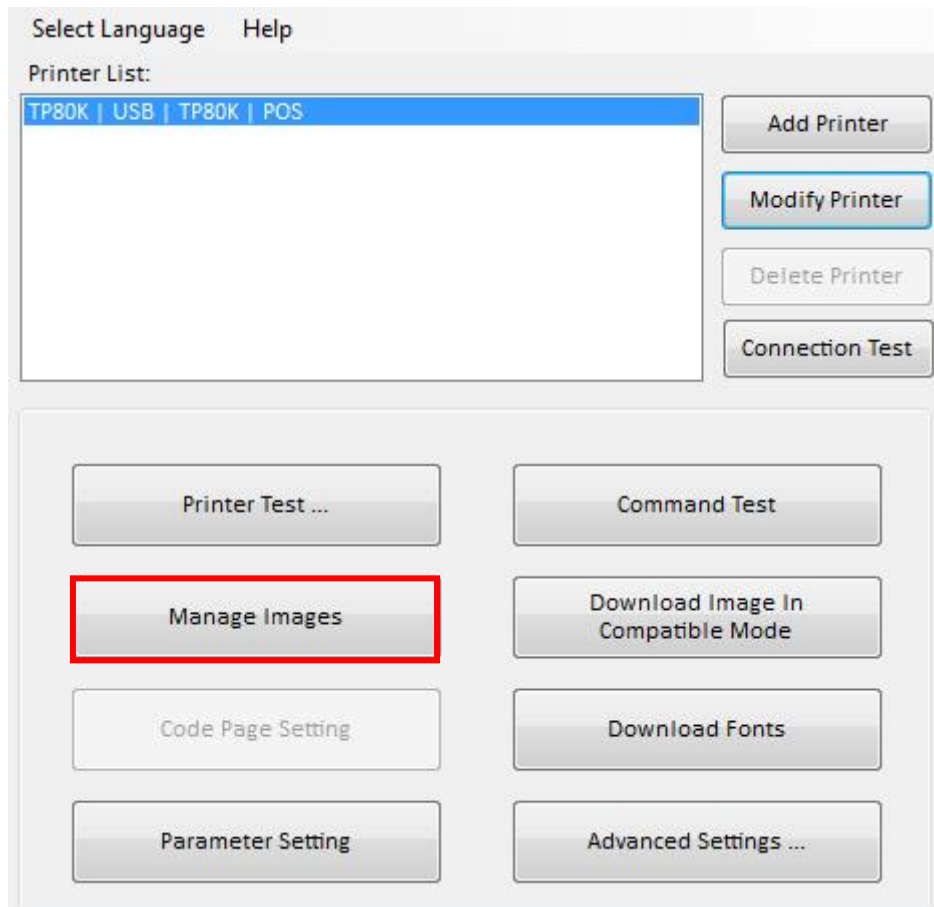 Select Language Help
Printer List:
TP80K | USB | TP80K | POS
Add Printer
Modify Printer
Delete Printer
Connection Test
Printer Test ...
Command Test
Manage Images
Download Image In
Compatible Mode
Code Page Setting
Download Fonts
Parameter Setting
Advanced Settings ...